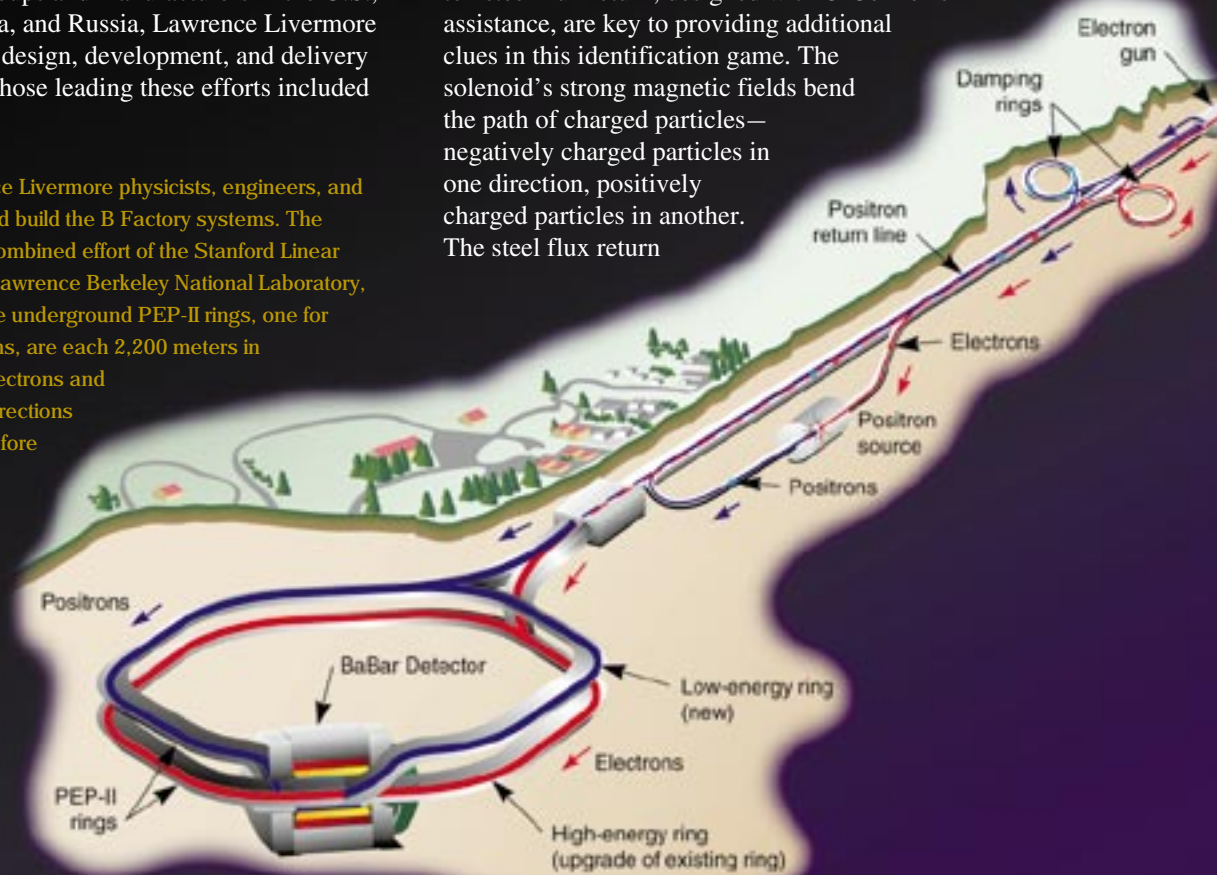 a, and Russia, Lawrence Livermore
design, development, and delivery
hose leading these efforts included
ce Livermore physicists, engineers, and
d build the B Factory systems. The
ombined effort of the Stanford Linear
awrence Berkeley National Laboratory,
e underground PEP-II rings, one for
ns, are each 2,200 meters in
ectrons and
rections
fore
assistance, are key to providing additional
clues in this identification game. The
solenoid's strong magnetic fields bend
the path of charged particles—
negatively charged particles in
one direction, positively
charged particles in another.
The steel flux return
Electron
gun
Damping
rings
Positron
return line
Electrons
Positron
source
Positrons
Positrons
BaBar Detector
Low-energy ring
(new)
Electrons
PEP-II
rings
High-energy ring
(upgrade of existing ring)